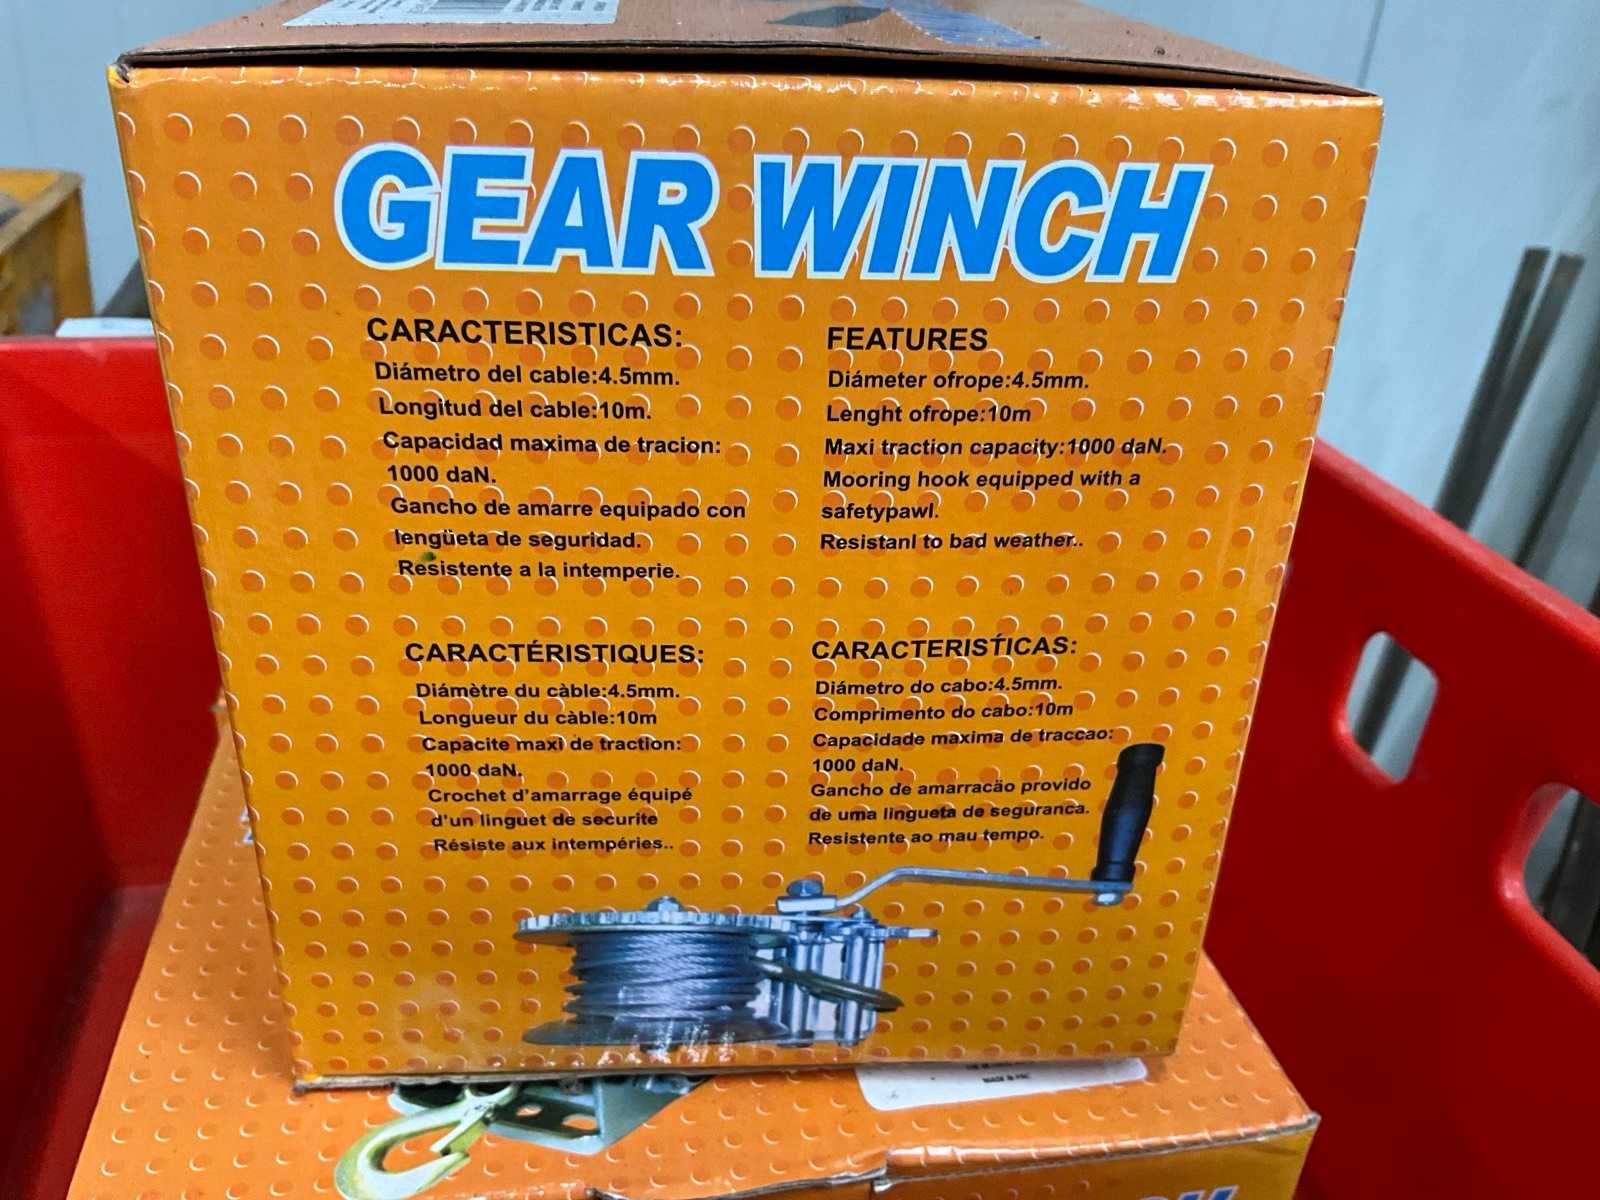 GEAR WINCH
CARACTERISTICAS:
Diámetro del cable:4.5mm.
Longitud del cable:10m.
Capacidad maxima de tracion:
1000 daN.
Gancho de amarre equipado con
lengüeta de seguridad.
Resistente a la intemperie.
FEATURES
Diámeter ofrope:4.5mm.
Lenght ofrope:10m
Maxi traction capacity:1000 daN.
Mooring hook equipped with a
safetypawl.
Resistanl to bad weather..
CARACTÉRISTIQUES:
Diámètre du càble:4.5mm.
Longueur du càble:10m
Capacite maxi de traction:
1000 daN.
Crochet d'amarrage équipé
d'un linguet de securite
Résiste aux intempéries..
CARACTERISTÍCAS:
Diámetro do cabo:4.5mm.
Comprimento do cabo:10m
Capacidade maxima de traccao:
1000 daN.
Gancho de amarracäo provido
de uma lingueta de seguranca.
Resistente ao mau tempo.